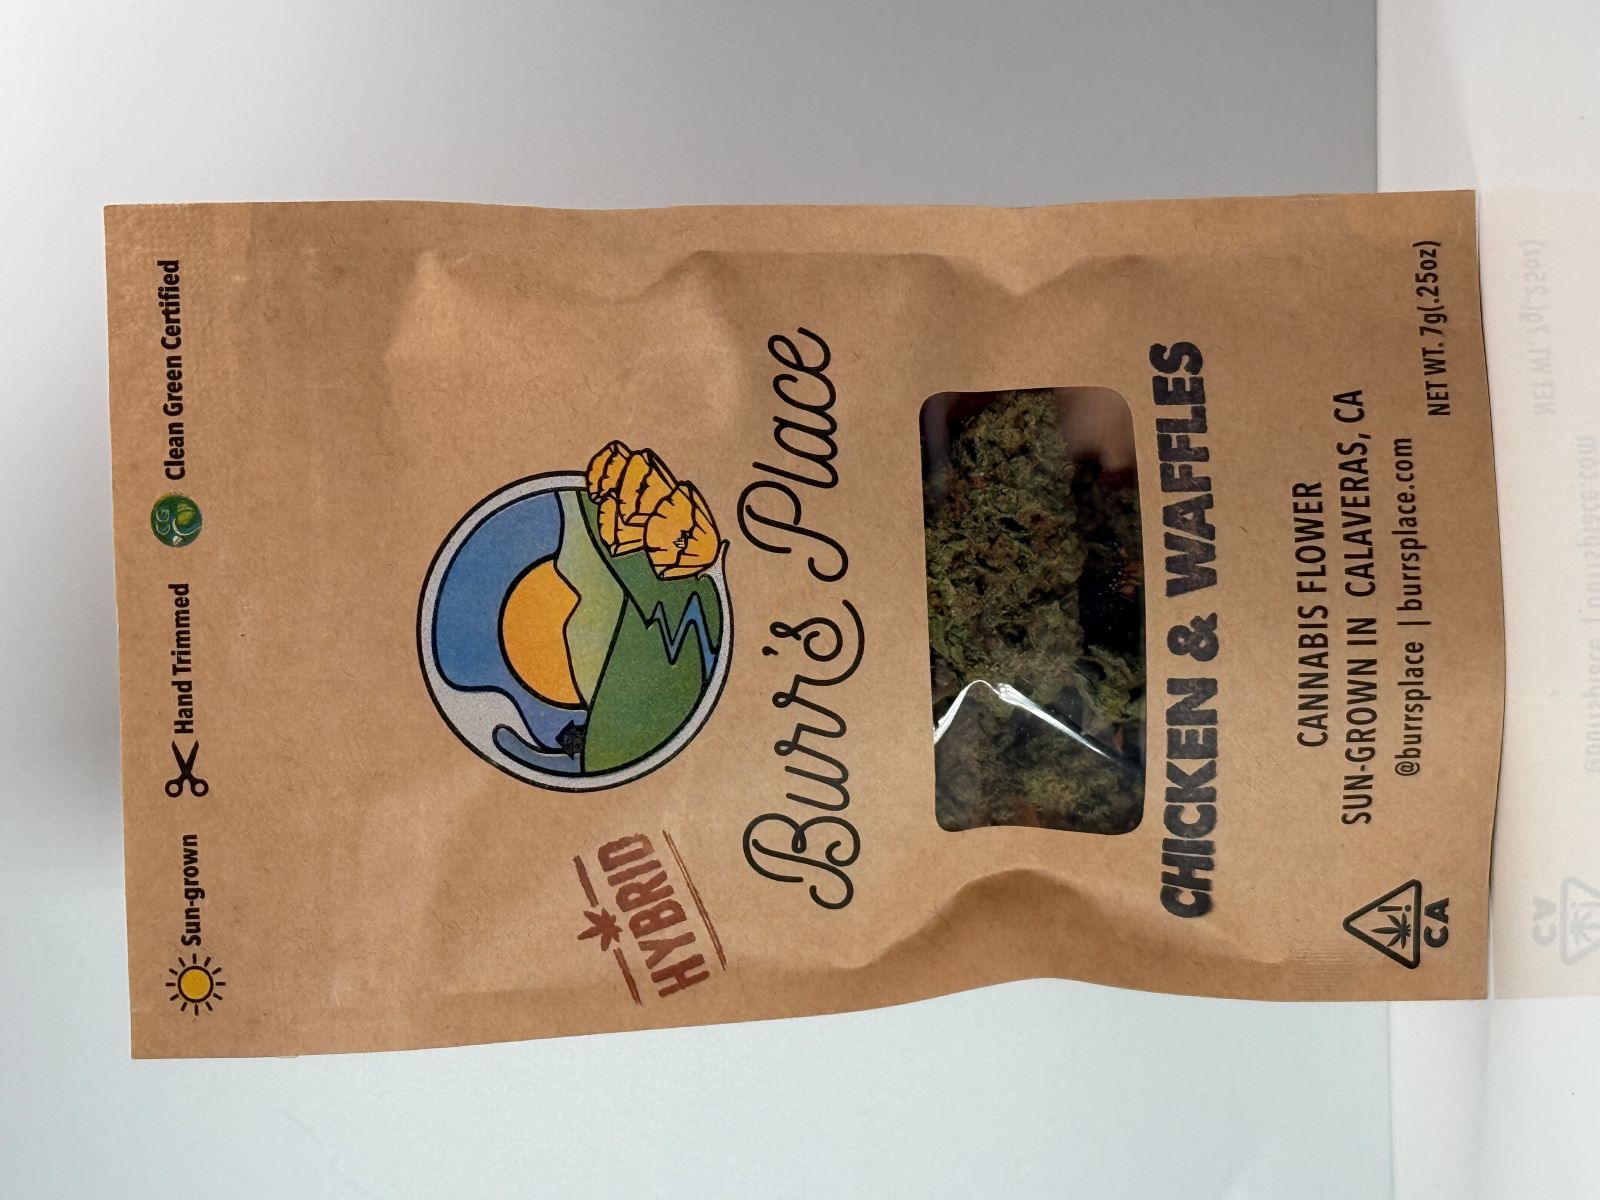 Sun-grown
Hand Trimmed
CG
Clean Green Certified
HYBRID
Burr's Place
CHICKEN & WAFFLES
CANNABIS FLOWER
SUN-GROWN IN CALAVERAS, CA
@burrsplace | burrsplace.com
!
CA
NET WT. 7g(.25oz)